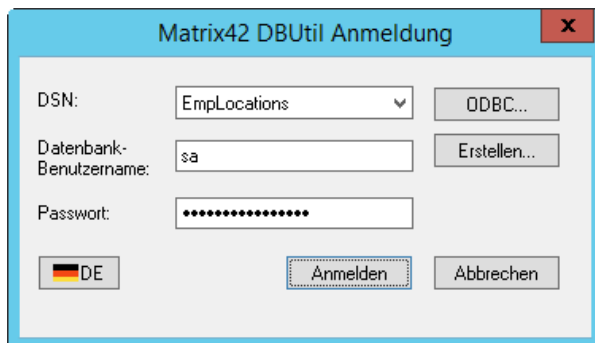 Matrix42 DBUtil Anmeldung
x
DSN:
EmpLocations
ODBC...
Datenbank-
Benutzername:
sa
Erstellen...
Passwort:
••••••••••••••••
DE
Anmelden
Abbrechen